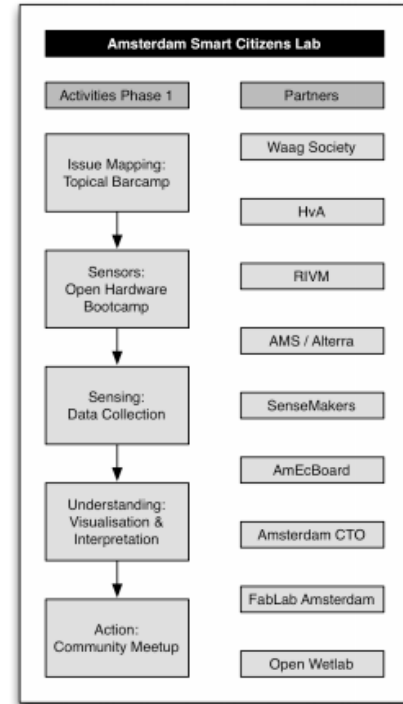 Amsterdam Smart Citizens Lab
Activities Phase 1
Issue Mapping:
Topical Barcamp
Sensors:
Open Hardware
Bootcamp
Sensing:
Data Collection
Understanding:
Visualisation &
Interpretation
Action:
Community Meetup
Partners
Waag Society
HvA
RIVM
AMS / Alterra
SenseMakers
AmEcBoard
Amsterdam CTO
FabLab Amsterdam
Open Wetlab